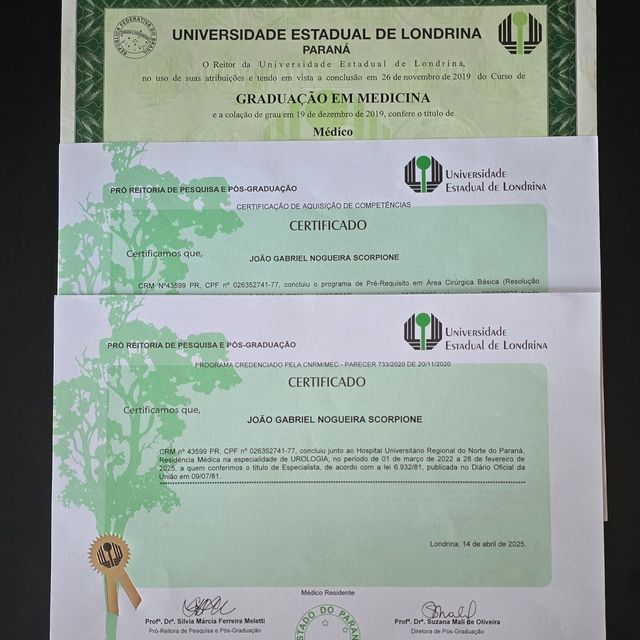 REPÚBLICA FEDERATIVA DO BRASIL
UNIVERSIDADE ESTADUAL DE LONDRINA
PARANÁ
O Reitor da Universidade Estadual de Londrina,
no uso de suas atribuições e tendo em vista a conclusão em 26 de novembro de 2019 do Curso de
GRADUAÇÃO EM MEDICINA
e a colação de grau em 19 de dezembro de 2019, confere o título de
Médico
Universidade
Estadual de Londrina
PRÓ REITORIA DE PESQUISA E PÓS-GRADUAÇÃO
CERTIFICAÇÃO DE AQUISIÇÃO DE COMPETÊNCIAS
CERTIFICADO
Certificamos que,
JOÃO GABRIEL NOGUEIRA SCORPIONE
CRM Nº43599 PR, CPF nº 026352741-77, concluiu o programa de Pré-Requisito em Área Cirúrgica Básica (Resolução
Universidade
Estadual de Londrina
PRÓ REITORIA DE PESQUISA E PÓS-GRADUAÇÃO
PROGRAMA CREDENCIADO PELA CNRM/MEC - PARECER 733/2020 DE 20/11/2020
CERTIFICADO
Certificamos que,
JOÃO GABRIEL NOGUEIRA SCORPIONE
CRM nº 43599 PR, CPF nº 026352741-77, concluiu junto ao Hospital Universitário Regional do Norte do Paraná,
Residência Médica na especialidade de UROLOGIA, no período de 01 de março de 2022 a 28 de fevereiro de
2025, a quem conferimos o título de Especialista, de acordo com a lei 6.932/81, publicada no Diário Oficial da
União em 09/07/81.
Londrina, 14 de abril de 2025.
Médico Residente
Profª. Drª. Silvia Márcia Ferreira Meletti
Pró-Reitoria de Pesquisa e Pós-Graduação
ESTADO DO PARANÁ
Profª. Drª. Suzana Mali de Oliveira
Diretora de Pós-Graduação